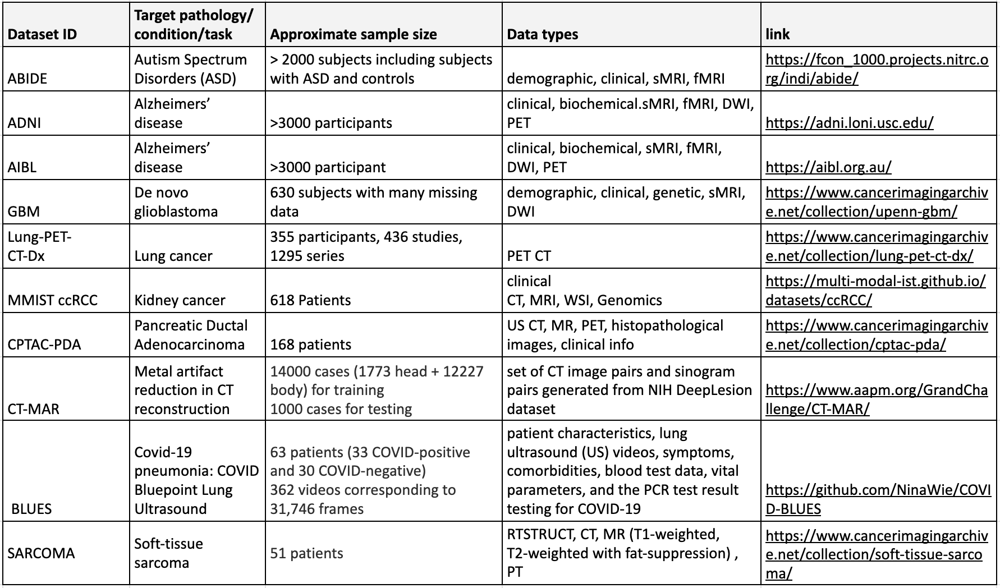 Dataset ID
Target pathology/
condition/task
Approximate sample size
Data types
link
ABIDE
Autism Spectrum
Disorders (ASD)
> 2000 subjects including subjects
with ASD and controls
demographic, clinical, sMRI, fMRI
https://fcon_1000.projects.nitrc.o
rg/indi/abide/
ADNI
Alzheimers’
disease
>3000 participants
clinical, biochemical.sMRI, fMRI, DWI,
PET
https://adni.loni.usc.edu/
AIBL
Alzheimers’
disease
>3000 participant
clinical, biochemical, sMRI, fMRI,
DWI, PET
https://aibl.org.au/
GBM
De novo
glioblastoma
630 subjects with many missing
data
demographic, clinical, genetic, sMRI,
DWI
https://www.cancerimagingarchiv
e.net/collection/upenn-gbm/
Lung-PET-
CT-Dx
Lung cancer
355 participants, 436 studies,
1295 series
PET CT
https://www.cancerimagingarchiv
e.net/collection/lung-pet-ct-dx/
MMIST ccRCC
Kidney cancer
618 Patients
clinical
CT, MRI, WSI, Genomics
https://multi-modal-ist.github.io/
datasets/ccRCC/
CPTAC-PDA
Pancreatic Ductal
Adenocarcinoma
168 patients
US CT, MR, PET, histopathological
images, clinical info
https://www.cancerimagingarchiv
e.net/collection/cptac-pda/
CT-MAR
Metal artifact
reduction in CT
reconstruction
14000 cases (1773 head + 12227
body) for training
1000 cases for testing
set of CT image pairs and sinogram
pairs generated from NIH DeepLesion
dataset
https://www.aapm.org/GrandCha
llenge/CT-MAR/
BLUES
Covid-19
pneumonia: COVID
Bluepoint Lung
Ultrasound
63 patients (33 COVID-positive
and 30 COVID-negative)
362 videos corresponding to
31,746 frames
patient characteristics, lung
ultrasound (US) videos, symptoms,
comorbidities, blood test data, vital
parameters, and the PCR test result
testing for COVID-19
https://github.com/NinaWie/COVI
D-BLUES
SARCOMA
Soft-tissue
sarcoma
51 patients
RTSTRUCT, CT, MR (T1-weighted,
T2-weighted with fat-suppression) ,
PT
https://www.cancerimagingarchiv
e.net/collection/soft-tissue-sarco
ma/